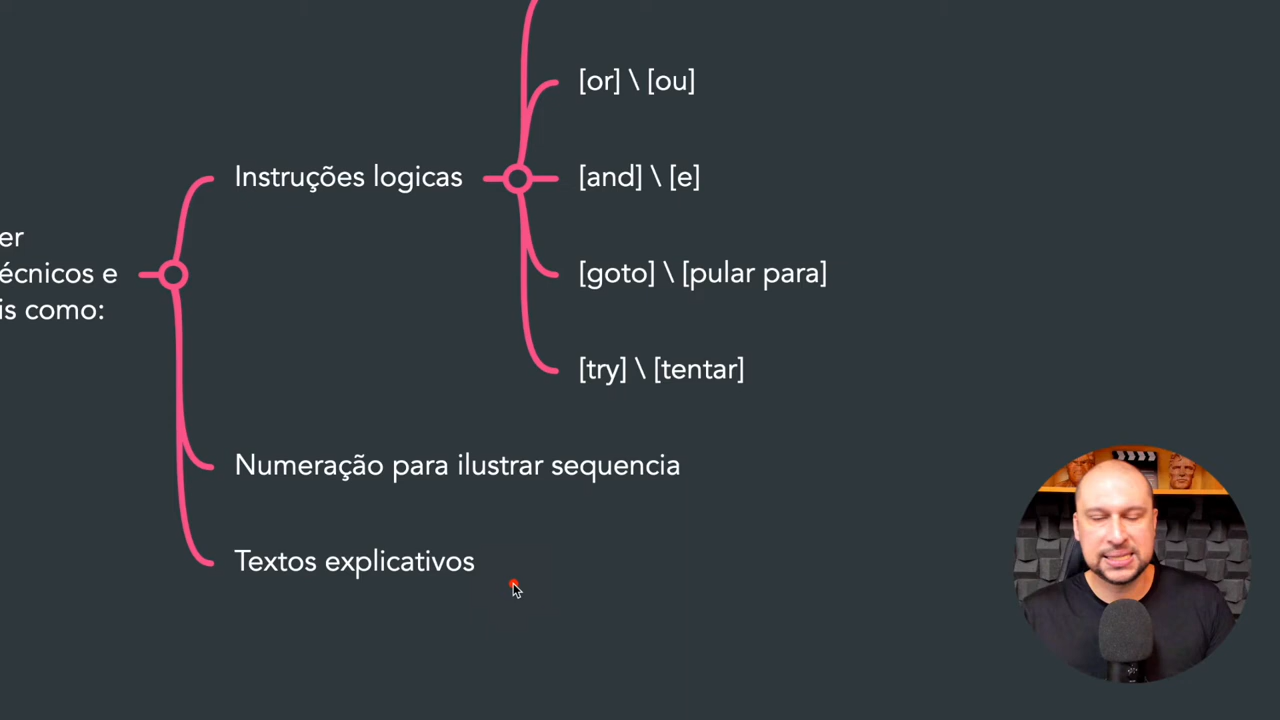 [or] \ [ou]
Instruções logicas
[and] \ [e]
er
écnicos e
is como:
[goto] \ [pular para]
[try] \ [tentar]
Numeração para ilustrar sequencia
Textos explicativos